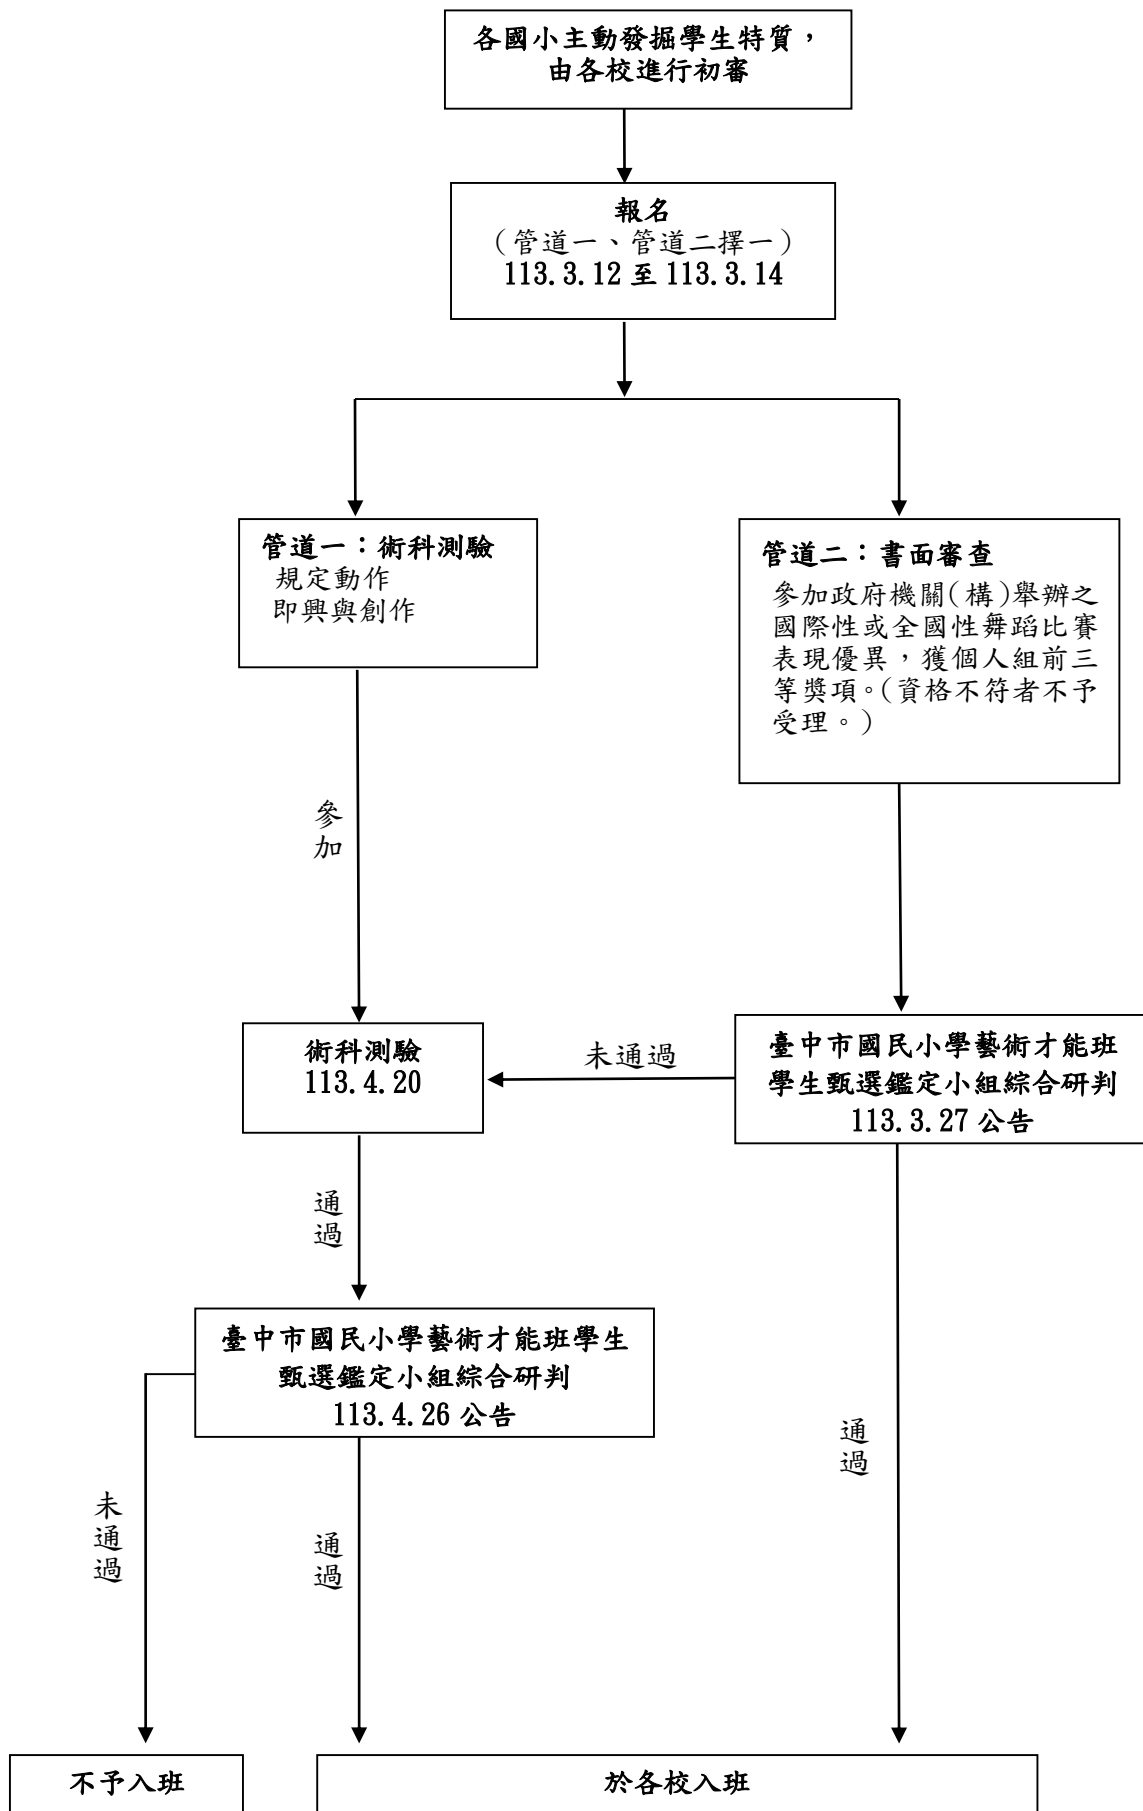 各國小主動發掘學生特質，
由各校進行初審
報名
（管道一、管道二擇一）
113.3.12 至 113.3.14
管道一：術科測驗
規定動作
即興與創作
管道二：書面審查
參加政府機關(構)舉辦之
國際性或全國性舞蹈比賽
表現優異，獲個人組前三
等獎項。(資格不符者不予
受理。)
參加
術科測驗
113.4.20
未通過
臺中市國民小學藝術才能班
學生甄選鑑定小組綜合研判
113.3.27 公告
通過
臺中市國民小學藝術才能班學生
甄選鑑定小組綜合研判
113.4.26 公告
通過
未通過
通過
不予入班
於各校入班